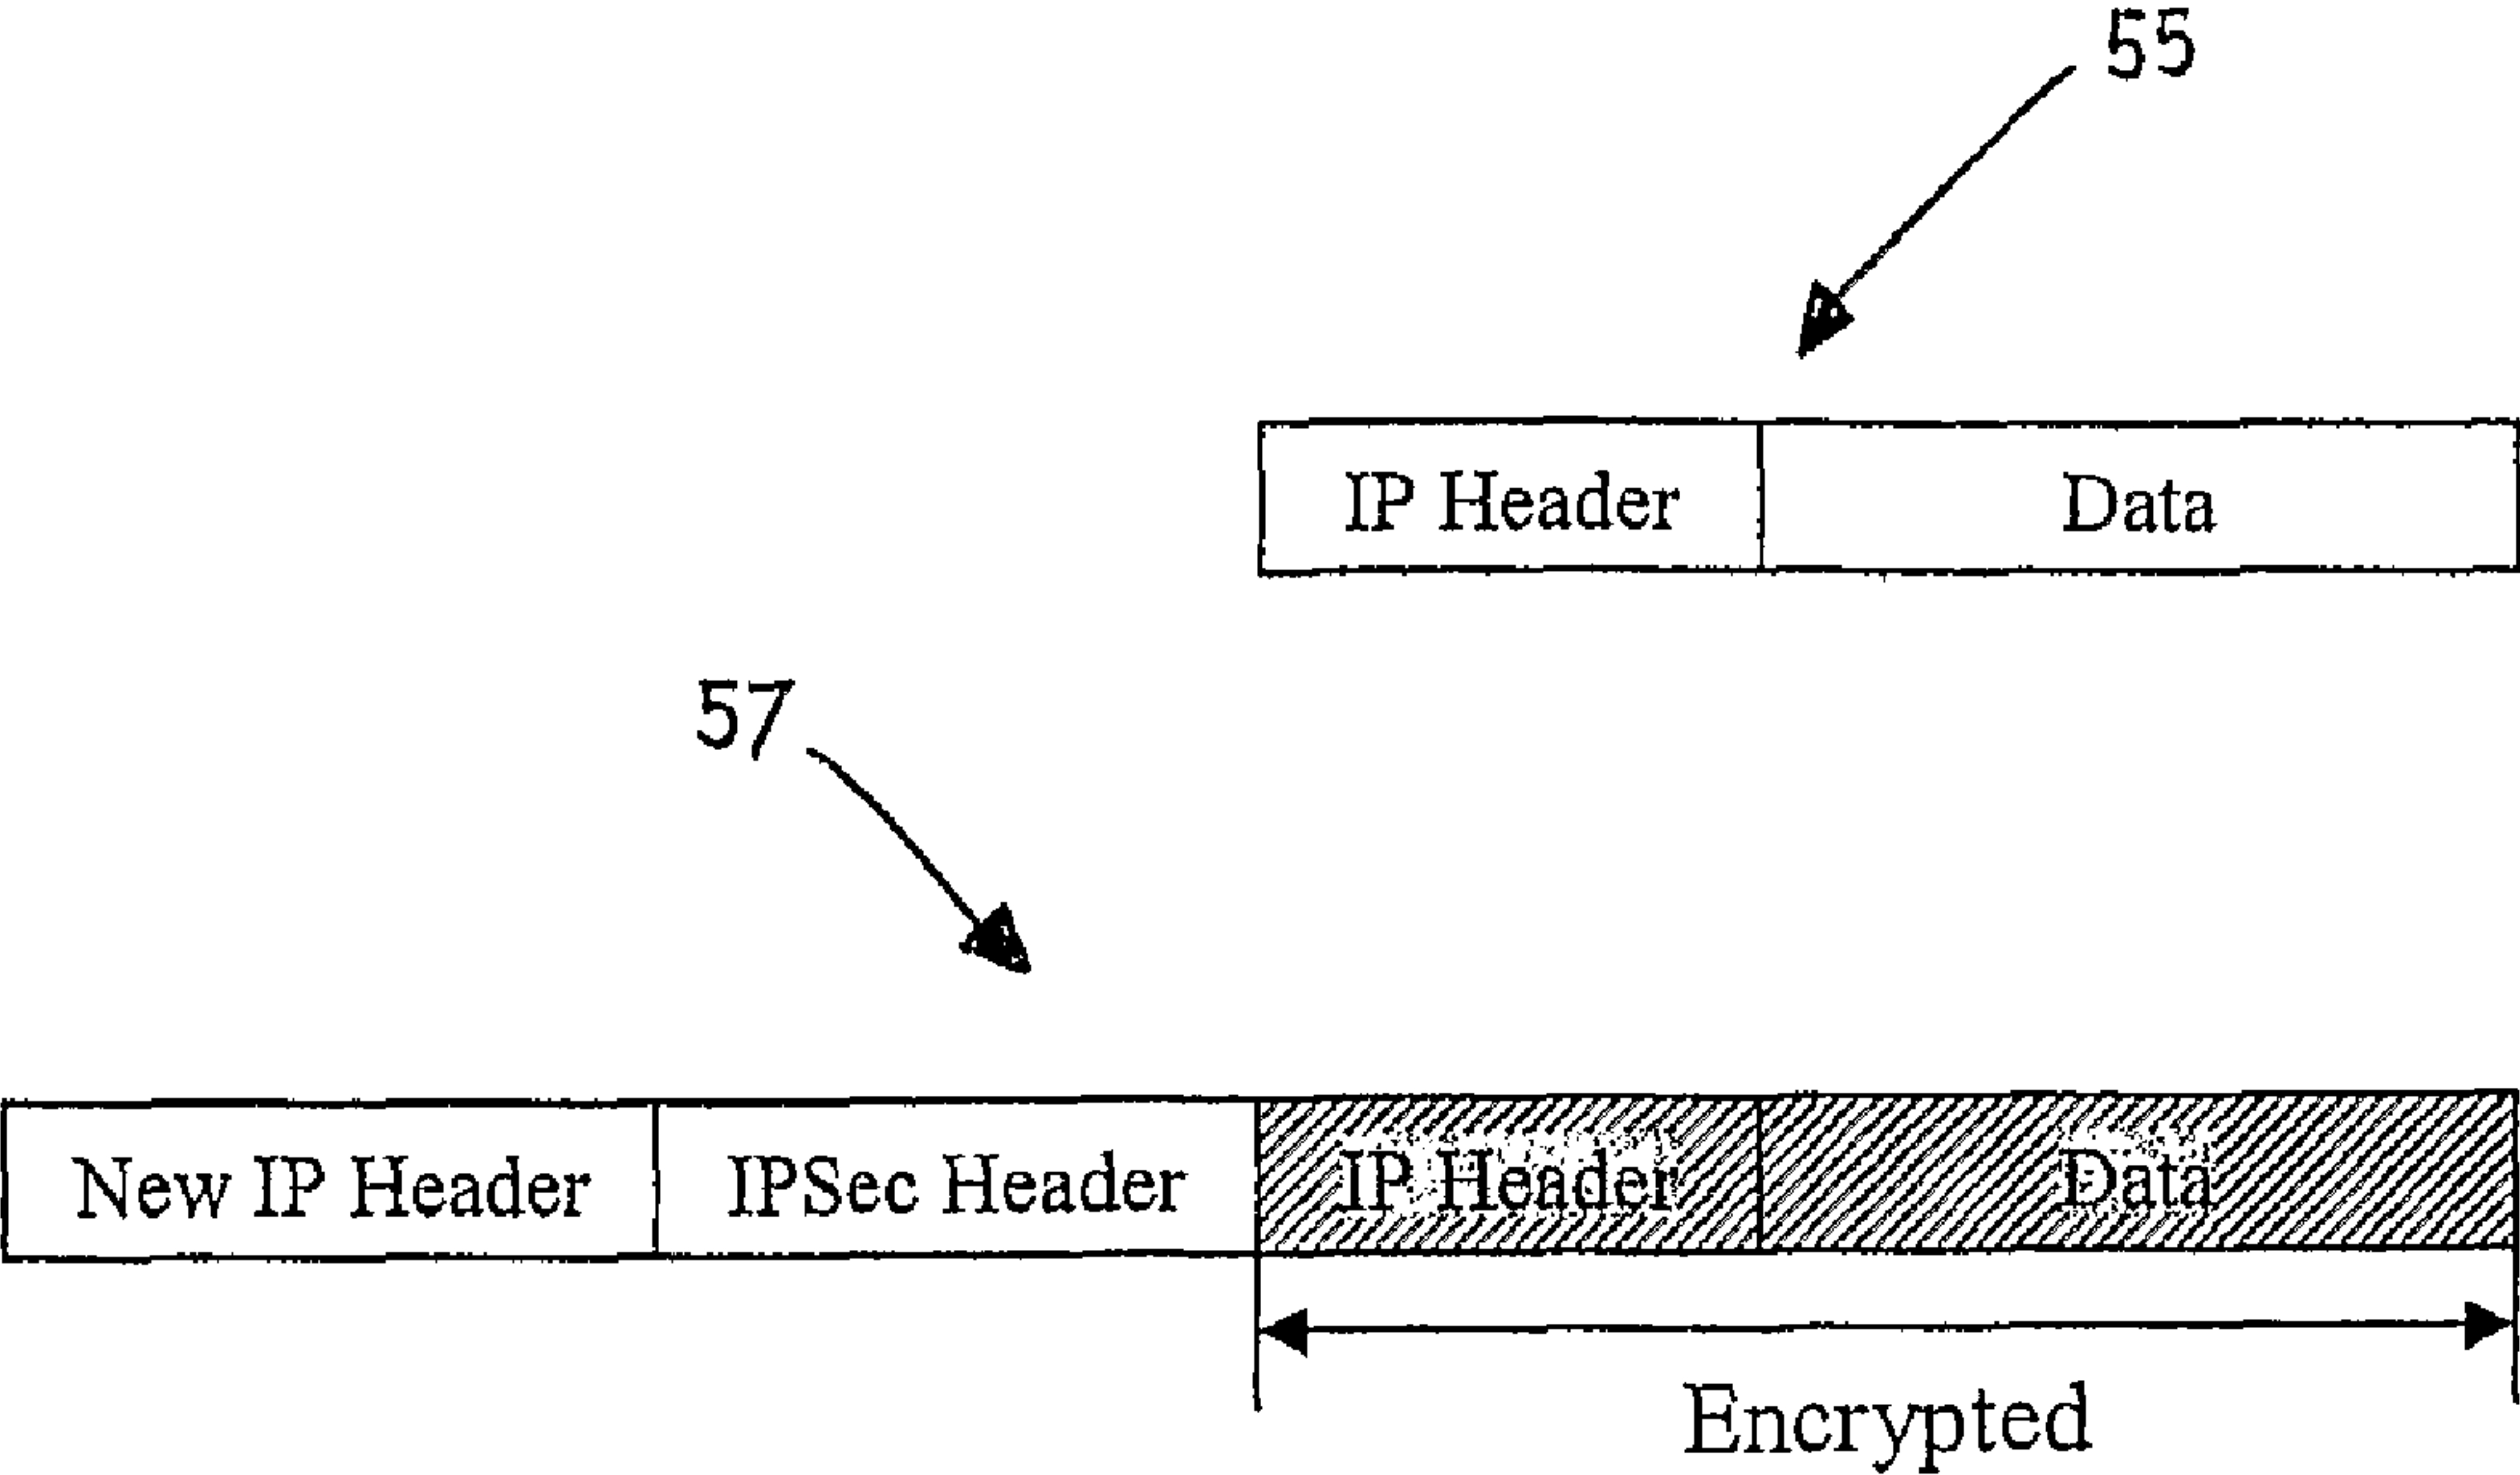 55
IP Header Data
57
New IP Header IPSec Header IP Header Data
Encrypted